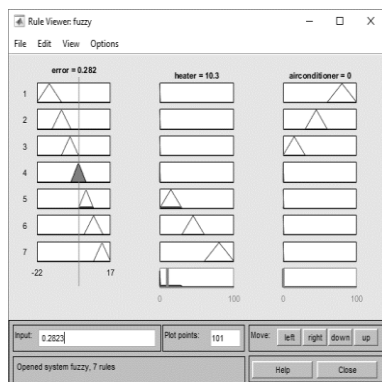 Rule Viewer: fuzzy
File Edit View Options
error = 0.282 heater = 10.3 airconditioner = 0
1
2
3
4
5
6
7
-22 17
0 100 0 100
Input: 0.2823 Plot points: 101 Move: left right down up
Opened system fuzzy, 7 rules Help Close